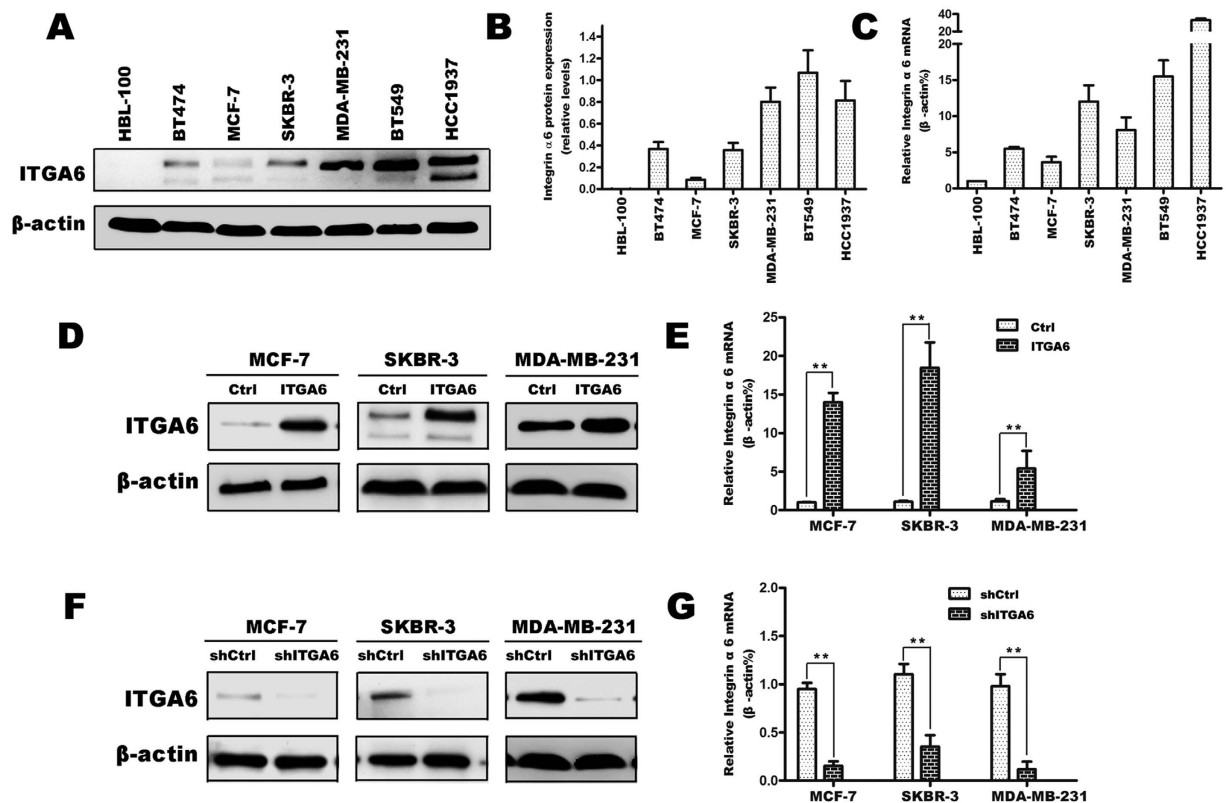 A
HBL-100
BT474
MCF-7
SKBR-3
MDA-MB-231
BT549
HCC1937
ITGA6
β-actin
B
Integrin α 6 protein expression
(relative levels)
1.4
1.2
1.0
0.8
0.6
0.4
0.2
0.0
HBL-100
BT474
MCF-7
SKBR-3
MDA-MB-231
BT549
HCC1937
C
Relative Integrin α 6 mRNA
(β -actin%)
40
20
20
15
10
5
0
HBL-100
BT474
MCF-7
SKBR-3
MDA-MB-231
BT549
HCC1937
D
MCF-7 SKBR-3 MDA-MB-231
Ctrl ITGA6 Ctrl ITGA6 Ctrl ITGA6
ITGA6
β-actin
E
Relative Integrin α 6 mRNA
(β -actin%)
25
20
15
10
5
0
Ctrl
ITGA6
**
**
**
MCF-7 SKBR-3 MDA-MB-231
F
MCF-7 SKBR-3 MDA-MB-231
shCtrl shITGA6 shCtrl shITGA6 shCtrl shITGA6
ITGA6
β-actin
G
Relative Integrin α 6 mRNA
(β -actin%)
2.0
1.5
1.0
0.5
0.0
shCtrl
shITGA6
**
**
**
MCF-7 SKBR-3 MDA-MB-231